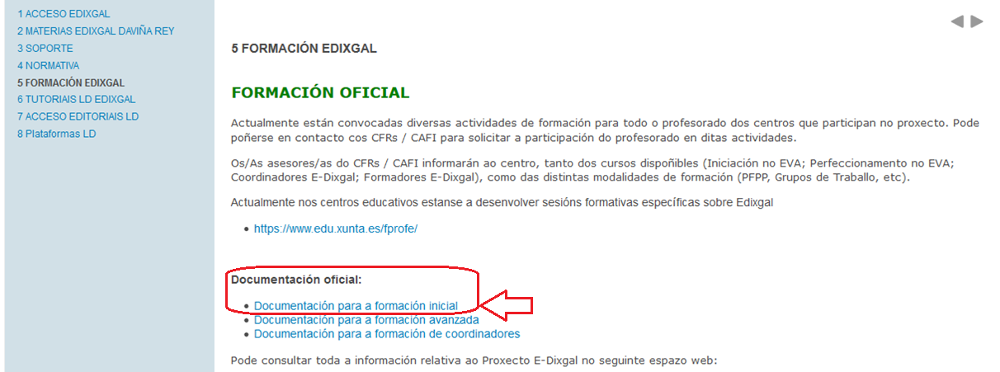 1 ACCESO EDIXGAL
2 MATERIAS EDIXGAL DAVIÑA REY
3 SOPORTE
4 NORMATIVA
5 FORMACIÓN EDIXGAL
6 TUTORIAIS LD EDIXGAL
7 ACCESO EDITORIAIS LD
8 Plataformas LD
5 FORMACIÓN EDIXGAL
FORMACIÓN OFICIAL
Actualmente están convocadas diversas actividades de formación para todo o profesorado dos centros que participan no proxecto. Pode
poñerse en contacto cos CFRs / CAFI para solicitar a participación do profesorado en ditas actividades.
Os/As asesores/as do CFRs / CAFI informarán ao centro, tanto dos cursos dispoñibles (Iniciación no EVA; Perfeccionamento no EVA;
Coordinadores E-Dixgal; Formadores E-Dixgal), como das distintas modalidades de formación (PFPP, Grupos de Traballo, etc).
Actualmente nos centros educativos estanse a desenvolver sesións formativas específicas sobre Edixgal
• https://www.edu.xunta.es/fprofe/
Documentación oficial:
• Documentación para a formación inicial
• Documentación para a formación avanzada
• Documentación para a formación de coordinadores
Pode consultar toda a información relativa ao Proxecto E-Dixgal no seguinte espazo web: